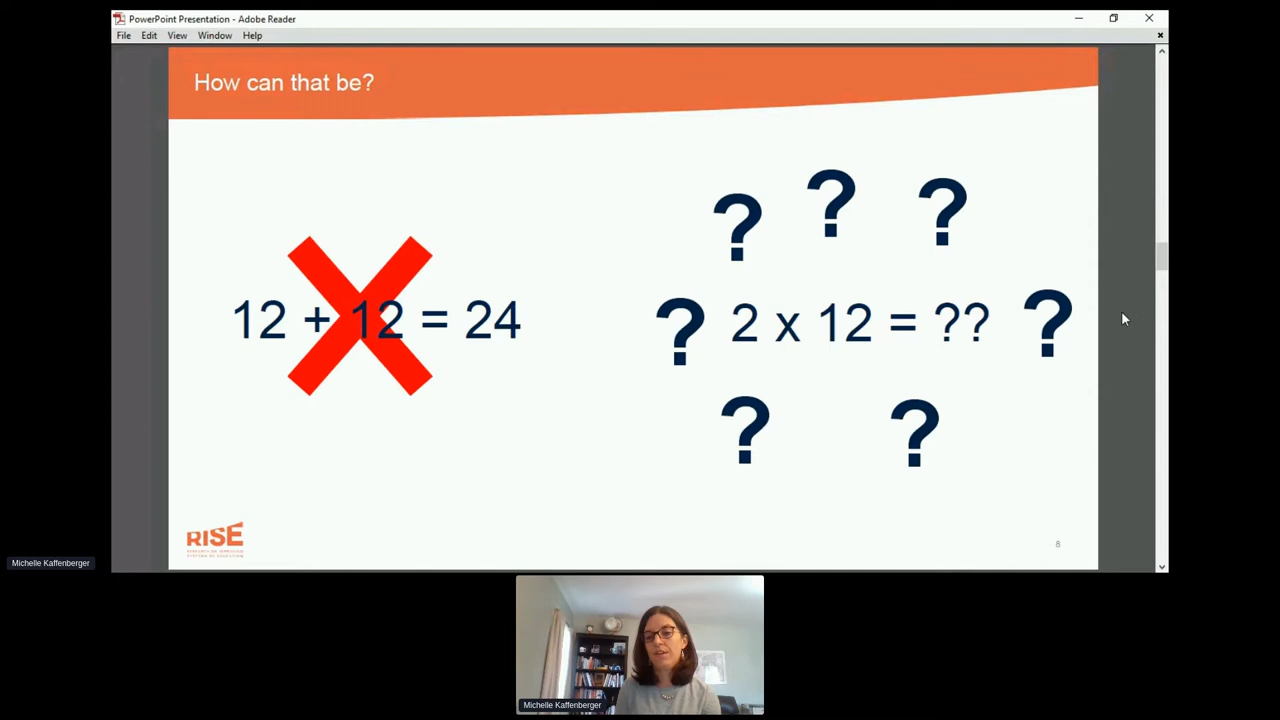 PowerPoint Presentation - Adobe Reader
File Edit View Window Help
How can that be?
? ? ?
12 + 12 = 24
? 2 x 12 = ?? ?
? ?
RISE
8
Michelle Kaffenberger
Michelle Kaffenberger